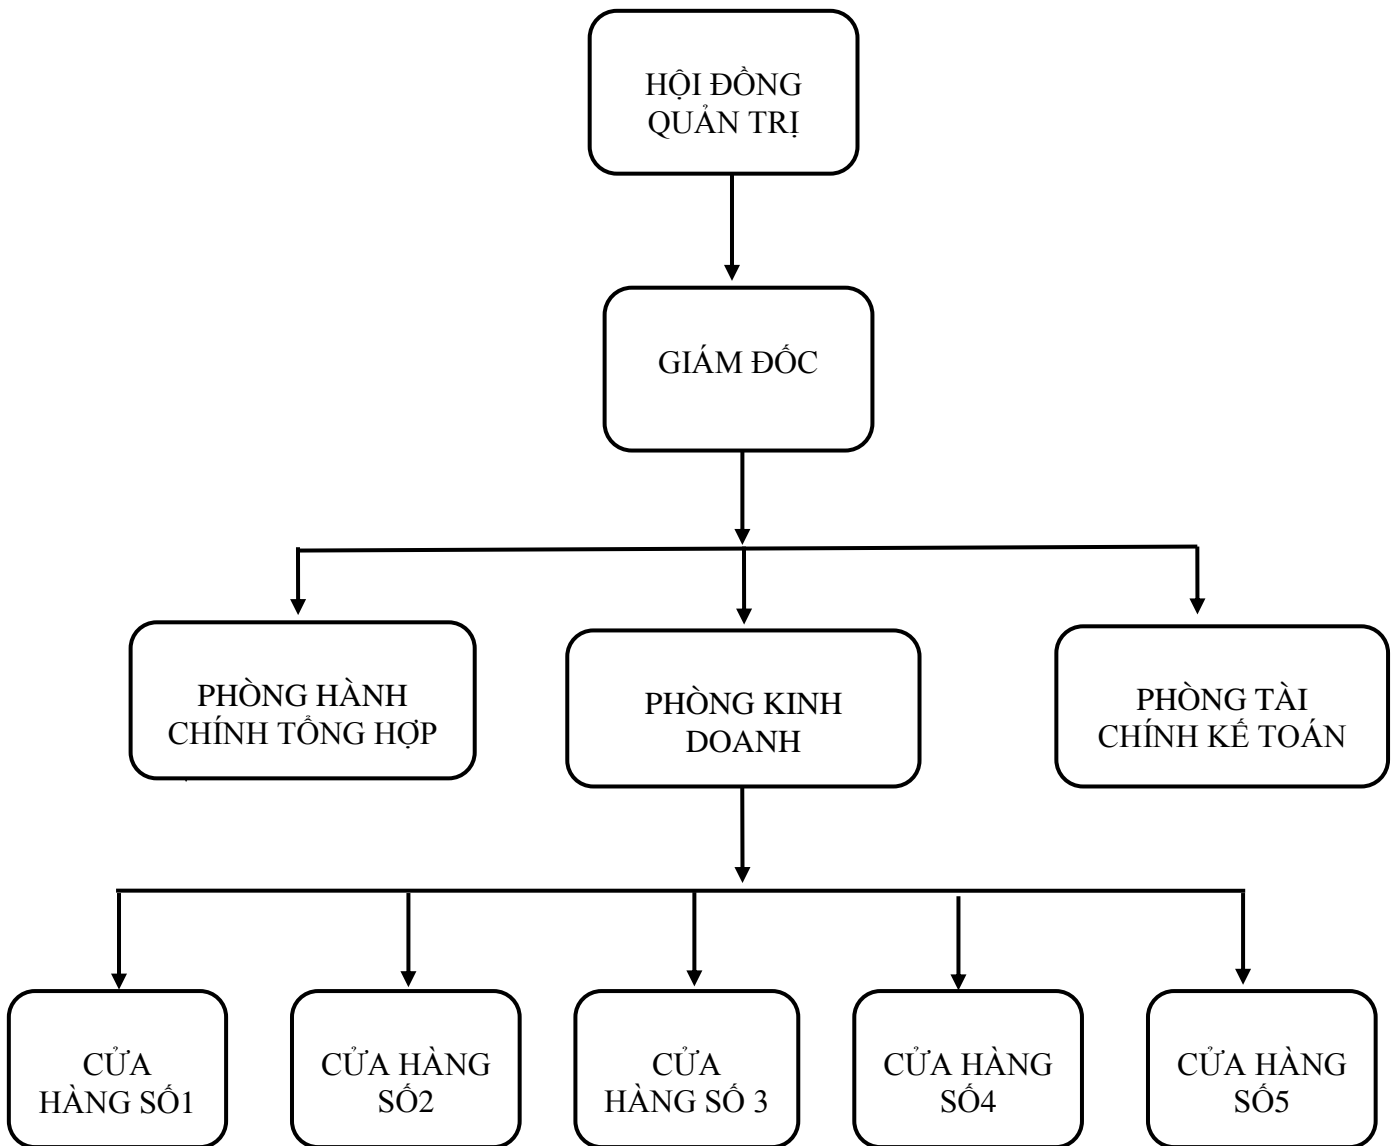 HỘI ĐỒNG
QUẢN TRỊ
GIÁM ĐỐC
PHÒNG HÀNH
CHÍNH TỔNG HỢP
PHÒNG KINH
DOANH
PHÒNG TÀI
CHÍNH KẾ TOÁN
CỬA
HÀNG SỐ1
CỬA HÀNG
SỐ2
CỬA
HÀNG SỐ 3
CỬA HÀNG
SỐ4
CỬA HÀNG
SỐ5